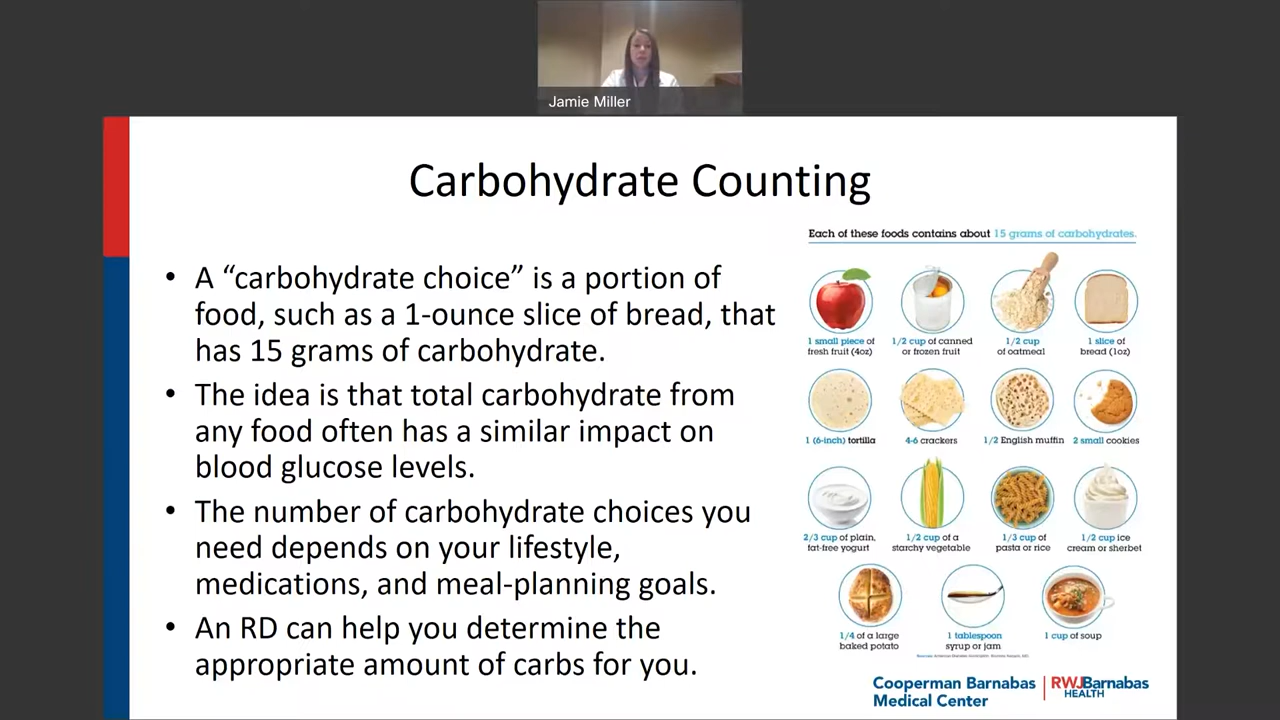 Jamie Miller
Carbohydrate Counting
• A “carbohydrate choice” is a portion of
food, such as a 1-ounce slice of bread, that
has 15 grams of carbohydrate.
• The idea is that total carbohydrate from
any food often has a similar impact on
blood glucose levels.
• The number of carbohydrate choices you
need depends on your lifestyle,
medications, and meal-planning goals.
• An RD can help you determine the
appropriate amount of carbs for you.
Each of these foods contains about 15 grams of carbohydrates.
1 small piece of
fresh fruit (4oz)
1/2 cup of canned
or frozen fruit
1/2 cup
of oatmeal
1 slice of
bread (1oz)
1 (6-inch) tortilla
4-6 crackers
1/2 English muffin
2 small cookies
2/3 cup of plain,
fat-free yogurt
1/2 cup of a
starchy vegetable
1/3 cup of
pasta or rice
1/2 cup ice
cream or sherbet
1/4 of a large
baked potato
1 tablespoon
syrup or jam
1 cup of soup
Cooperman Barnabas
Medical Center
RWJBarnabas
HEALTH